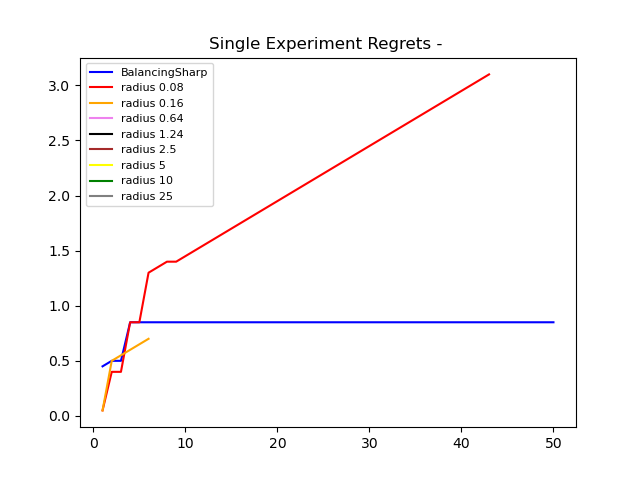 Single Experiment Regrets -
BalancingSharp
radius 0.08
radius 0.16
radius 0.64
radius 1.24
radius 2.5
radius 5
radius 10
radius 25
3.0
2.5
2.0
1.5
1.0
0.5
0.0
0 10 20 30 40 50